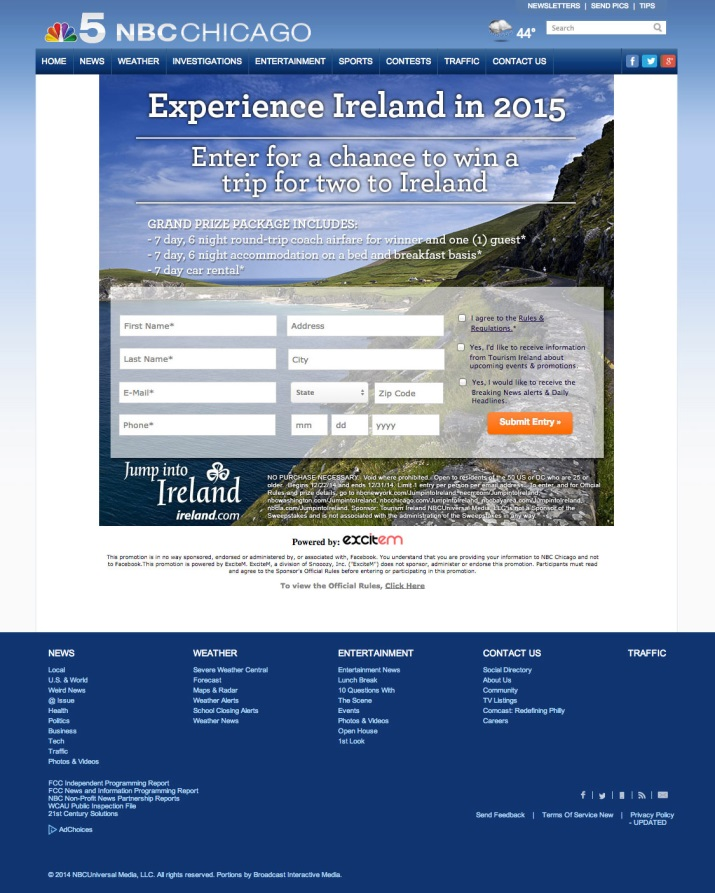 NEWSLETTERS | SEND PICS | TIPS
5 NBC CHICAGO
44°
Search
HOME NEWS WEATHER INVESTIGATIONS ENTERTAINMENT SPORTS CONTESTS TRAFFIC CONTACT US
Experience Ireland in 2015
Enter for a chance to win a
trip for two to Ireland
GRAND PRIZE PACKAGE INCLUDES:
- 7 day, 6 night round-trip coach airfare for winner and one (1) guest*
- 7 day, 6 night accommodation on a bed and breakfast basis*
- 7 day car rental*
First Name*
Last Name*
E-Mail*
Phone*
Address
City
State
Zip Code
mm
dd
yyyy
I agree to the Rules &
Regulations.*
Yes, I'd like to receive information
from Tourism Ireland about
upcoming events & promotions
Yes, I would like to receive the
Breaking News alerts & Daily
Headlines.
Submit Entry »
Jump into
Ireland
ireland.com
NO PURCHASE NECESSARY. Void where prohibited. Open to residents of the 50 US or DC who are 25 or
older. Begins 12/22/14 and ends 12/31/14. Limit 1 entry per person per email address. To enter, and for Official
Rules and prize details, go to nbcnewyork.com/JumpintoIreland, necn.com/JumpintoIreland,
nbcwashington.com/JumpintoIreland, nbcchicago.com/JumpintoIreland, nbcbayarea.com/JumpintoIreland,
nbcla.com/JumpintoIreland. Sponsor: Tourism Ireland NBCUniversal Media, LLC is not a Sponsor of the
Sweepstakes and is not associated with the administration of the Sweepstakes in any way.
Powered by: excitem
This promotion is in no way sponsored, endorsed or administered by, or associated with, Facebook. You understand that you are providing your information to NBC Chicago and not
to Facebook.This promotion is powered by ExciteM. ExciteM, a division of Snoozzy, Inc. ("ExciteM") does not sponsor, administer or endorse this promotion. Participants must read
and agree to the Sponsor's Official Rules before entering or participating in this promotion.
To view the Official Rules, Click Here
NEWS
Local
U.S. & World
Weird News
@ Issue
Health
Politics
Business
Tech
Traffic
Photos & Videos
WEATHER
Severe Weather Central
Forecast
Maps & Radar
Weather Alerts
School Closing Alerts
Weather News
ENTERTAINMENT
Entertainment News
Lunch Break
10 Questions With
The Scene
Events
Photos & Videos
Open House
1st Look
CONTACT US
Social Directory
About Us
Community
TV Listings
Comcast: Redefining Philly
Careers
TRAFFIC
FCC Independent Programming Report
FCC News and Information Programming Report
NBC Non-Profit News Partnership Reports
WCAU Public Inspection File
21st Century Solutions
AdChoices
Send Feedback | Terms Of Service New | Privacy Policy
- UPDATED
© 2014 NBCUniversal Media, LLC. All rights reserved. Portions by Broadcast Interactive Media.